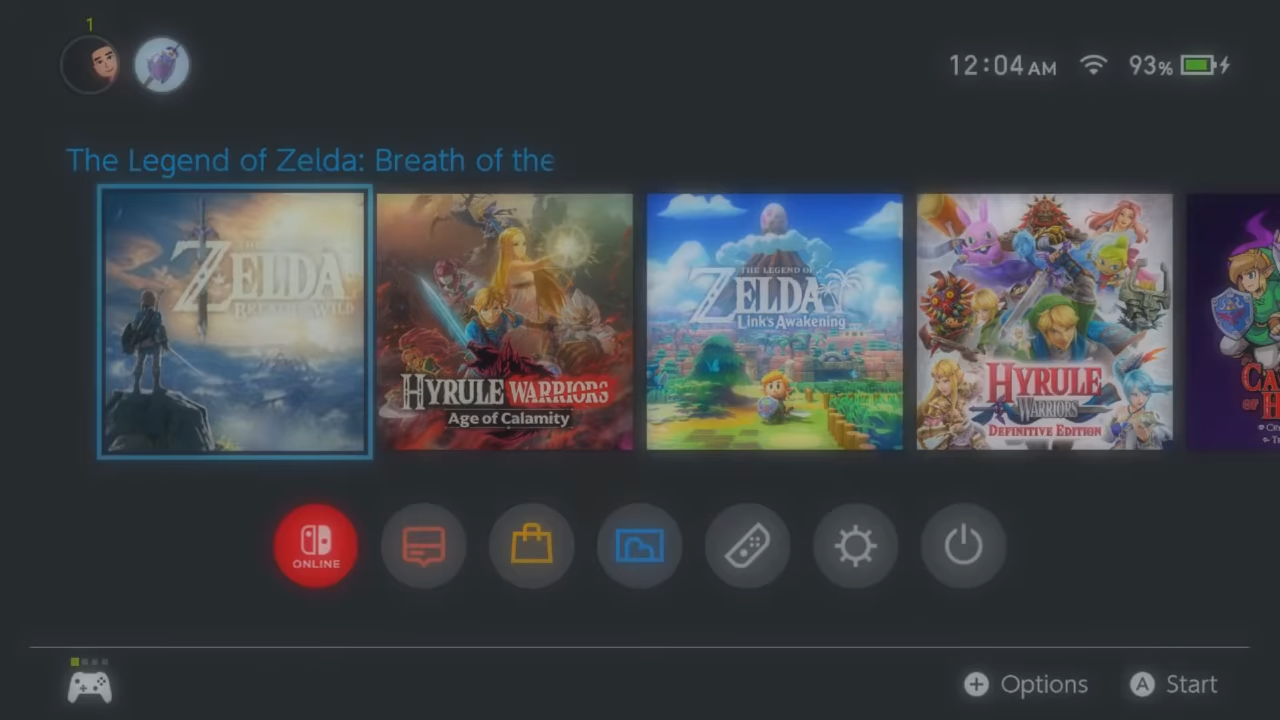 1
12:04 AM
93%
The Legend of Zelda: Breath of the
THE LEGEND OF
ZELDA
BREATH OF THE WILD
HYRULE WARRIORS
Age of Calamity
THE LEGEND OF
ZELDA
Link's Awakening
HYRULE
WARRIORS
DEFINITIVE EDITION
CA
OF H
ONLINE
+ Options
A Start